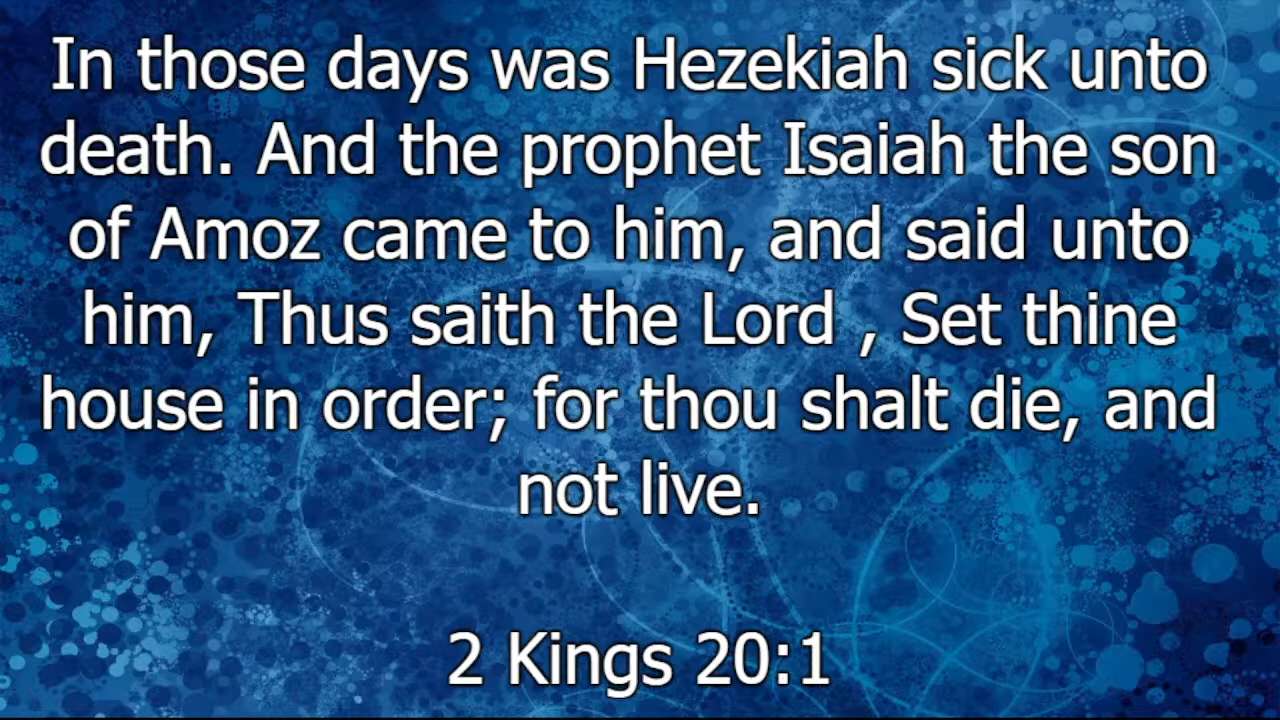 In those days was Hezekiah sick unto
death. And the prophet Isaiah the son
of Amoz came to him, and said unto
him, Thus saith the Lord , Set thine
house in order; for thou shalt die, and
not live.
2 Kings 20:1